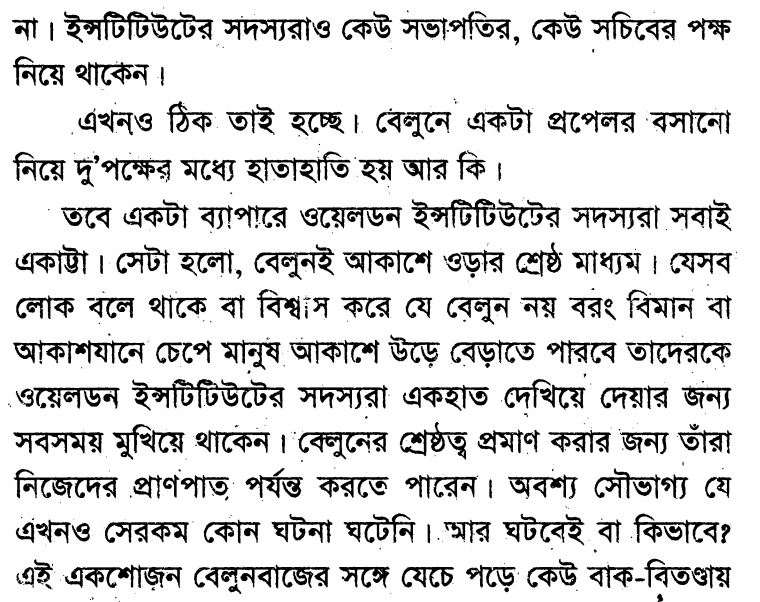 না। ইন্সটিটিউটের সদস্যরাও কেউ সভাপতির, কেউ সচিবের পক্ষ
নিয়ে থাকেন।
এখনও ঠিক তাই হচ্ছে। বেলুনে একটা প্রপেলর বসানো
নিয়ে দু'পক্ষের মধ্যে হাতাহাতি হয় আর কি।
তবে একটা ব্যাপারে ওয়েলডন ইন্সটিটিউটের সদস্যরা সবাই
একাট্টা। সেটা হলো, বেলুনই আকাশে ওড়ার শ্রেষ্ঠ মাধ্যম। যেসব
লোক বলে থাকে বা বিশ্বাস করে যে বেলুন নয় বরং বিমান বা
আকাশযানে চেপে মানুষ আকাশে উড়ে বেড়াতে পারবে তাদেরকে
ওয়েলডন ইন্সটিটিউটের সদস্যরা একহাত দেখিয়ে দেয়ার জন্য
সবসময় মুখিয়ে থাকেন। বেলুনের শ্রেষ্ঠত্ব প্রমাণ করার জন্য তাঁরা
নিজেদের প্রাণপাত পর্যন্ত করতে পারেন। অবশ্য সৌভাগ্য যে
এখনও সেরকম কোন ঘটনা ঘটেনি। আর ঘটবেই বা কিভাবে?
এই একশোজন বেলুনবাজের সঙ্গে যেচে পড়ে কেউ বাক-বিতণ্ডায়